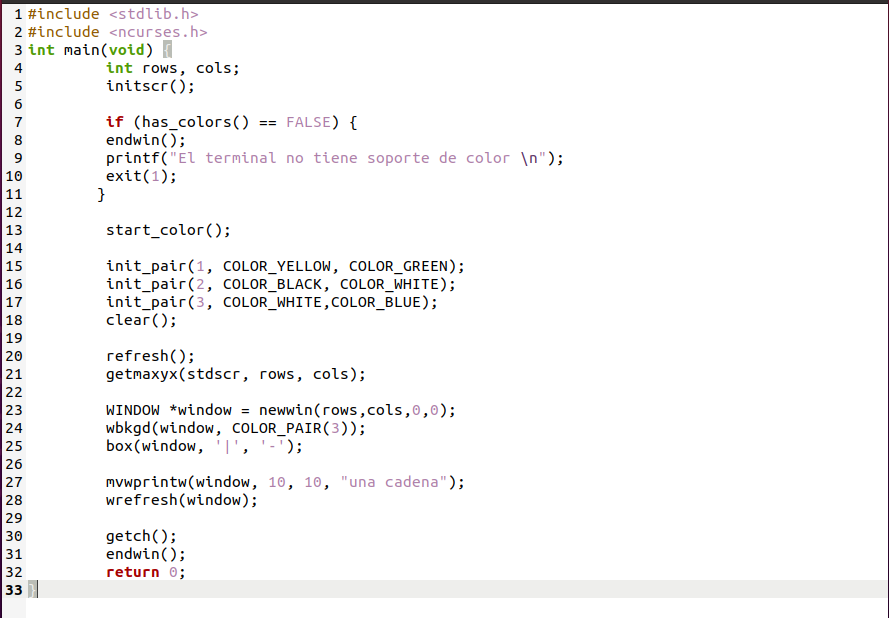 1 #include <stdlib.h>
2 #include <ncurses.h>
3 int main(void) {
4 int rows, cols;
5 initscr();
6
7 if (has_colors() == FALSE) {
8 endwin();
9 printf("El terminal no tiene soporte de color \n");
10 exit(1);
11 }
12
13 start_color();
14
15 init_pair(1, COLOR_YELLOW, COLOR_GREEN);
16 init_pair(2, COLOR_BLACK, COLOR_WHITE);
17 init_pair(3, COLOR_WHITE,COLOR_BLUE);
18 clear();
19
20 refresh();
21 getmaxyx(stdscr, rows, cols);
22
23 WINDOW *window = newwin(rows,cols,0,0);
24 wbkgd(window, COLOR_PAIR(3));
25 box(window, '|', '-');
26
27 mvwprintw(window, 10, 10, "una cadena");
28 wrefresh(window);
29
30 getch();
31 endwin();
32 return 0;
33 }